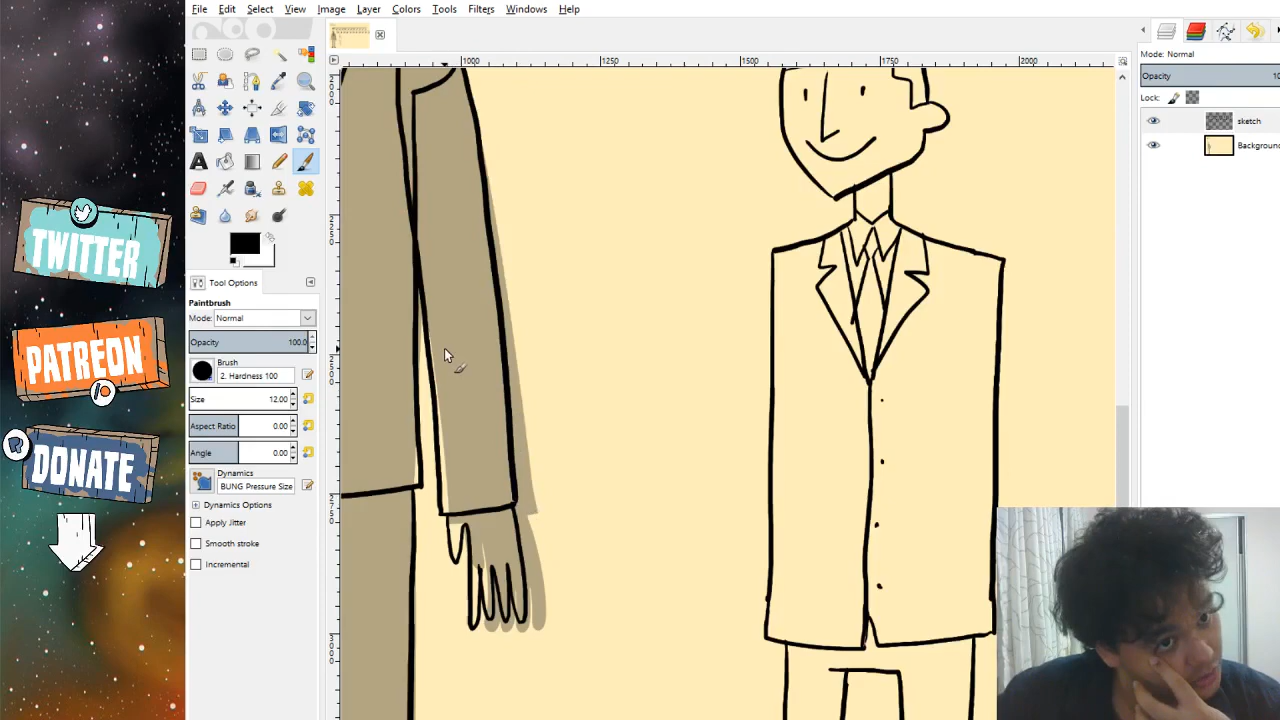 File Edit Select View Image Layer Colors Tools Filters Windows Help
1000 1250 1500 1750 2000
Mode: Normal
Opacity 10
Lock:
sketch
Background
TWITTER
PATREON
DONATE
Tool Options
Paintbrush
Mode: Normal
Opacity 100.0
Brush
2. Hardness 100
Size 12.00
Aspect Ratio 0.00
Angle 0.00
Dynamics
BUNG Pressure Size
Dynamics Options
Apply Jitter
Smooth stroke
Incremental